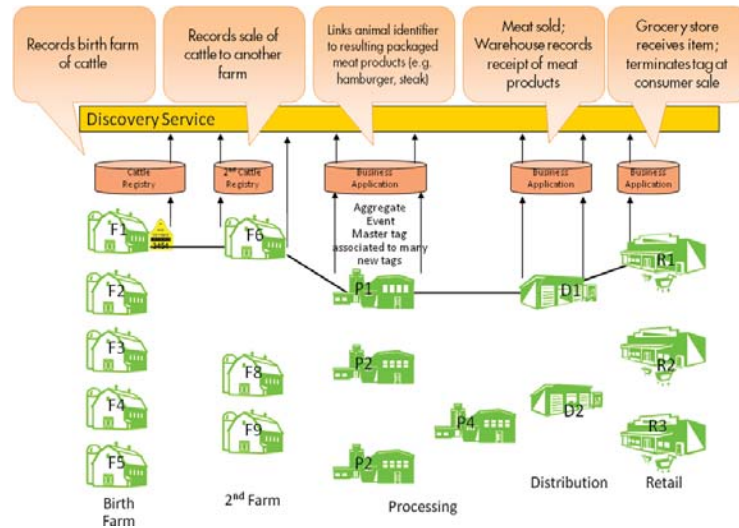 Records birth farm
of cattle
Records sale of
cattle to another
farm
Links animal identifier
to resulting packaged
meat products (e.g.
hamburger, steak)
Meat sold;
Warehouse records
receipt of meat
products
Grocery store
receives item;
terminates tag at
consumer sale
Discovery Service
Cattle
Registry
2nd Cattle
Registry
Business
Application
Business
Application
Business
Application
Aggregate
Event
Master tag
associated to many
new tags
F1
F6
R1
P1
D1
F2
F3
F8
P2
R2
F4
F9
P4
D2
R3
F5
P2
Birth
Farm
2nd Farm
Processing
Distribution
Retail